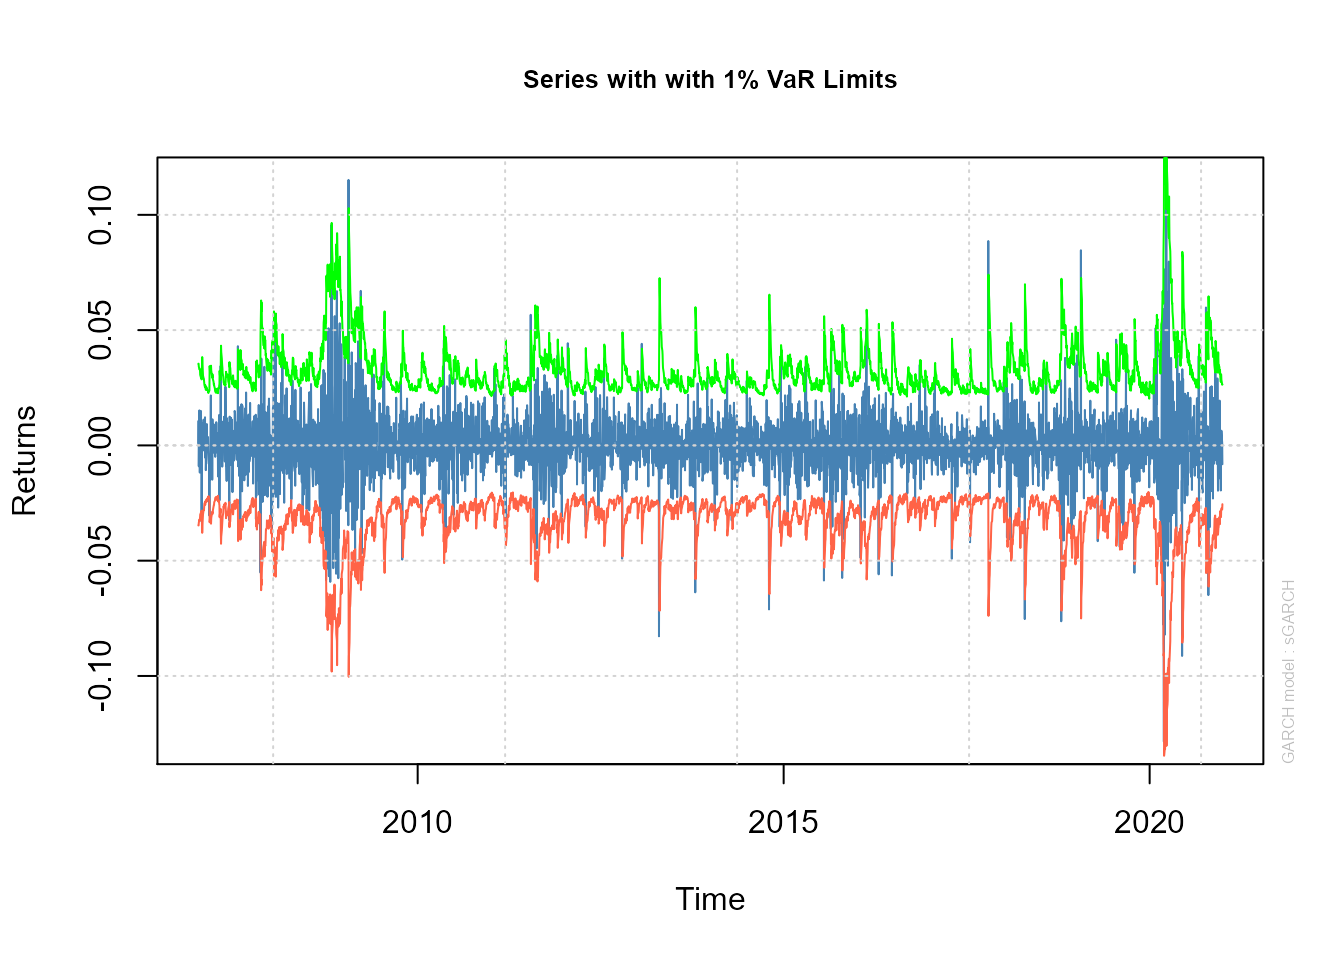 Series with with 1% VaR Limits
Returns
0.10
0.05
0.00
-0.05
-0.10
2010
2015
2020
Time
GARCH model : sGARCH